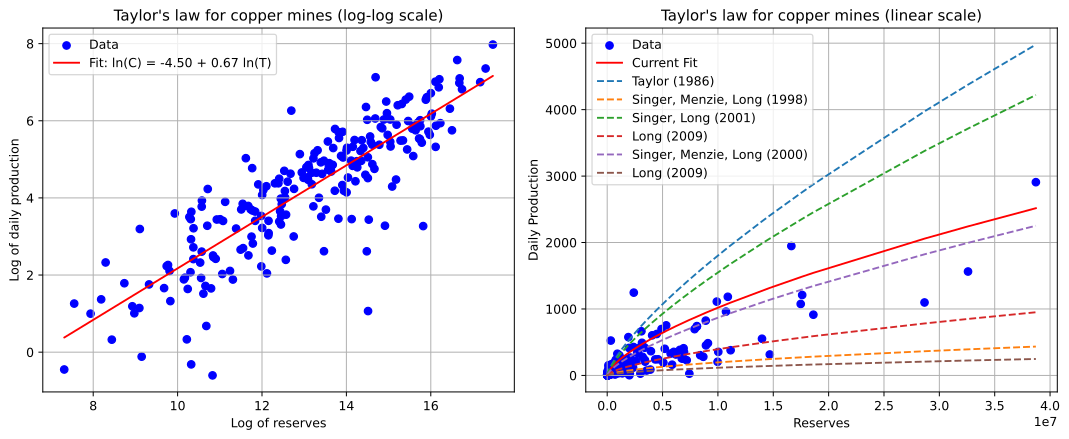 Taylor's law for copper mines (log-log scale)
Data
Fit: ln(C) = -4.50 + 0.67 ln(T)
8
6
4
2
0
8
10
12
14
16
Log of reserves
Log of daily production
Taylor's law for copper mines (linear scale)
Data
Current Fit
Taylor (1986)
Singer, Menzie, Long (1998)
Singer, Long (2001)
Long (2009)
Singer, Menzie, Long (2000)
Long (2009)
5000
4000
3000
2000
1000
0
0.0
0.5
1.0
1.5
2.0
2.5
3.0
3.5
4.0
1e7
Reserves
Daily Production